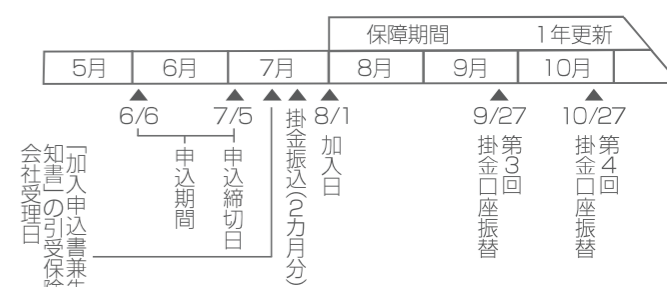 保障期間 1年更新
5月 6月 7月 8月 9月 10月
6/6 7/5 8/1 9/27 10/27
「加入申込書兼告
知書」の引受保険
会社受理日
申込期間
申込締切日
掛金振込(2カ月分)
加入日
第3回
掛金口座振替
第4回
掛金口座振替